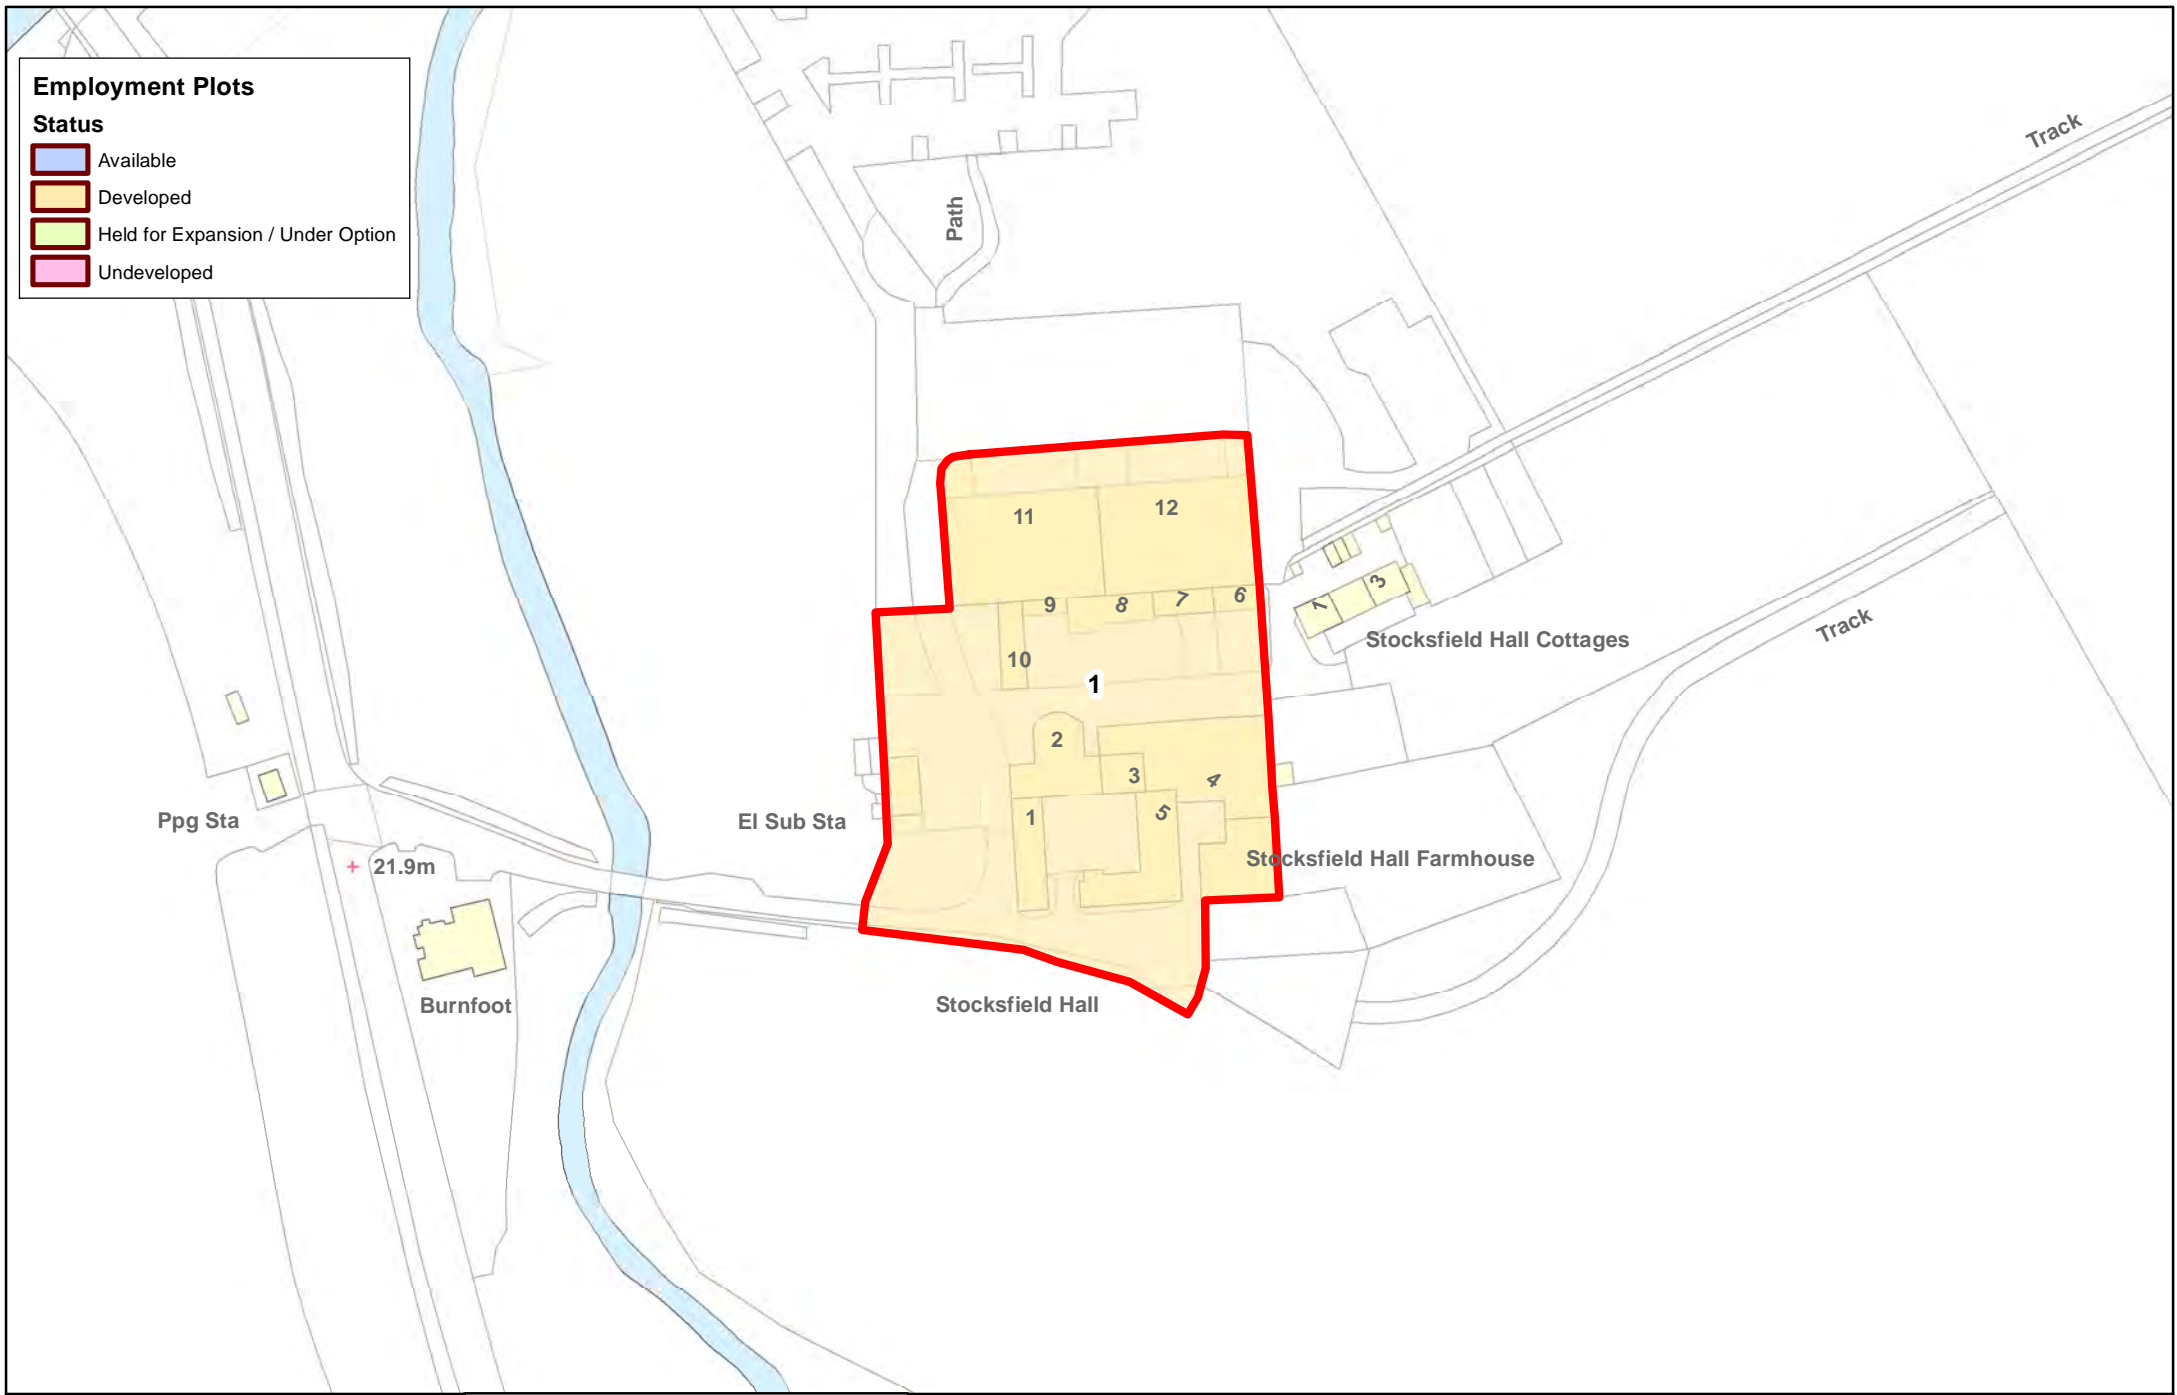 Employment Plots
Status
Available
Developed
Held for Expansion / Under Option
Undeveloped
Track
Path
11
12
9
8
7
6
1
3
Stocksfield Hall Cottages
Track
10
1
2
3
4
1
5
Ppg Sta
El Sub Sta
21.9m
Stocksfield Hall Farmhouse
Burnfoot
Stocksfield Hall